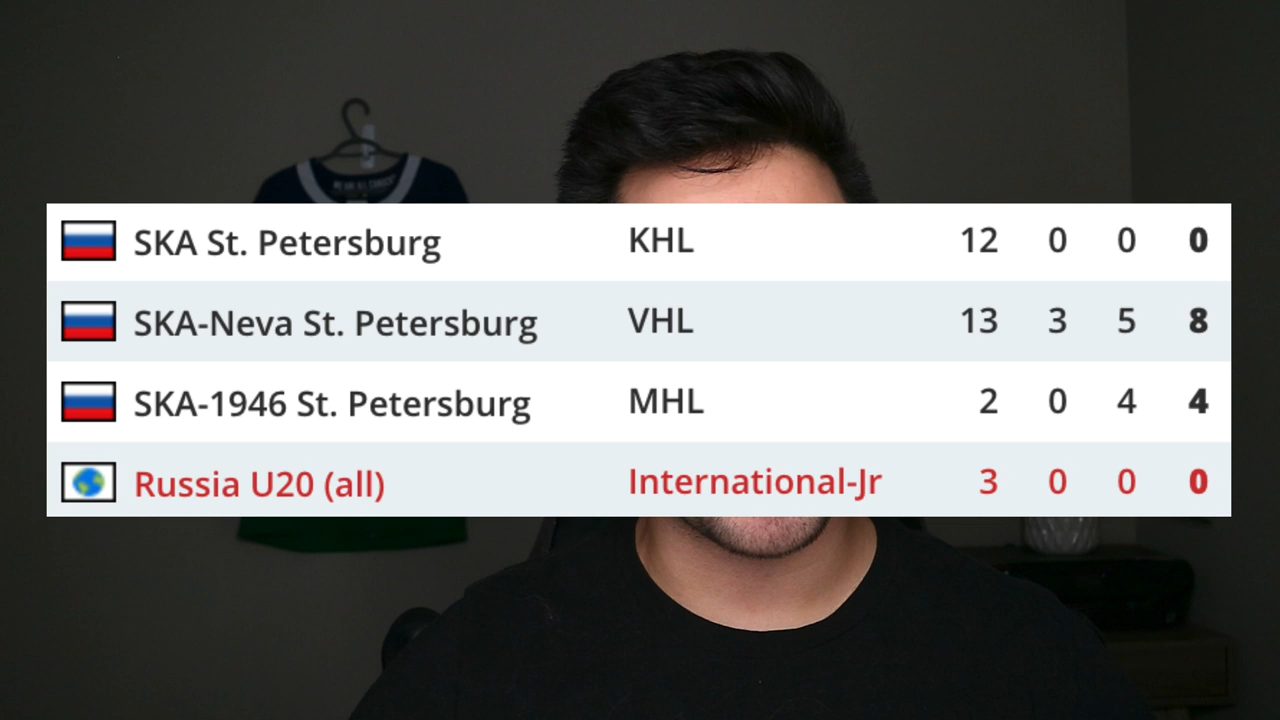 SKA St. Petersburg KHL 12 0 0 0
SKA-Neva St. Petersburg VHL 13 3 5 8
SKA-1946 St. Petersburg MHL 2 0 4 4
Russia U20 (all) International-Jr 3 0 0 0